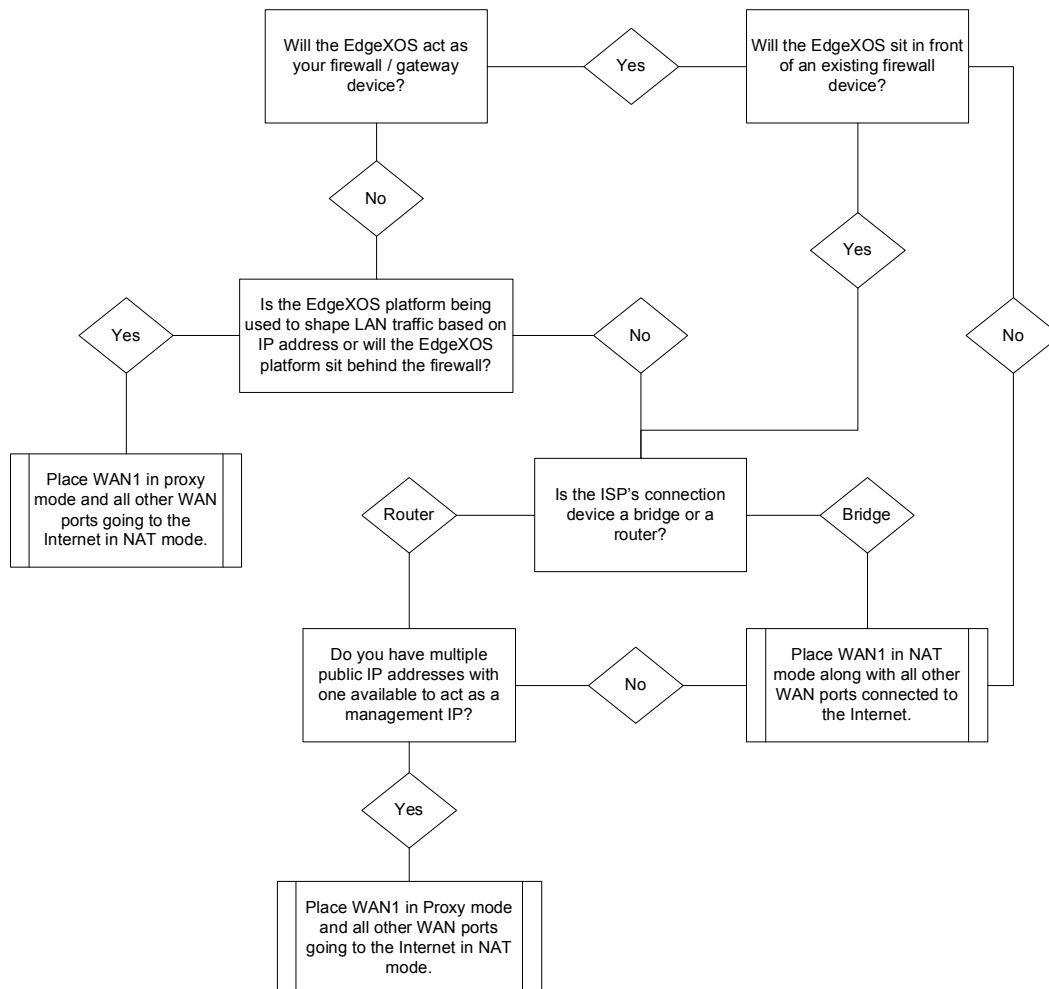 Will the EdgeXOS act as
your firewall / gateway
device?
Yes
Will the EdgeXOS sit in front
of an existing firewall
device?
No
Yes
Yes
Is the EdgeXOS platform being
used to shape LAN traffic based on
IP address or will the EdgeXOS
platform sit behind the firewall?
No
No
Place WAN1 in proxy
mode and all other WAN
ports going to the
Internet in NAT mode.
Router
Is the ISP's connection
device a bridge or a
router?
Bridge
Do you have multiple
public IP addresses with
one available to act as a
management IP?
No
Place WAN1 in NAT
mode along with all other
WAN ports connected to
the Internet.
Yes
Place WAN1 in Proxy mode
and all other WAN ports
going to the Internet in NAT
mode.